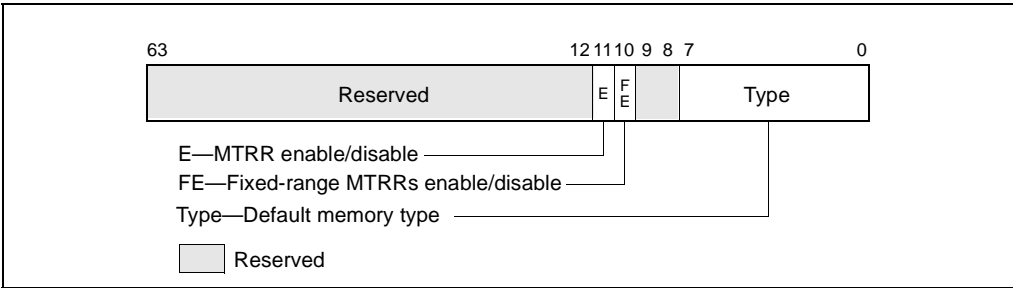 63 12 11 10 9 8 7 0
Reserved E F E Type
E—MTRR enable/disable
FE—Fixed-range MTRRs enable/disable
Type—Default memory type
Reserved